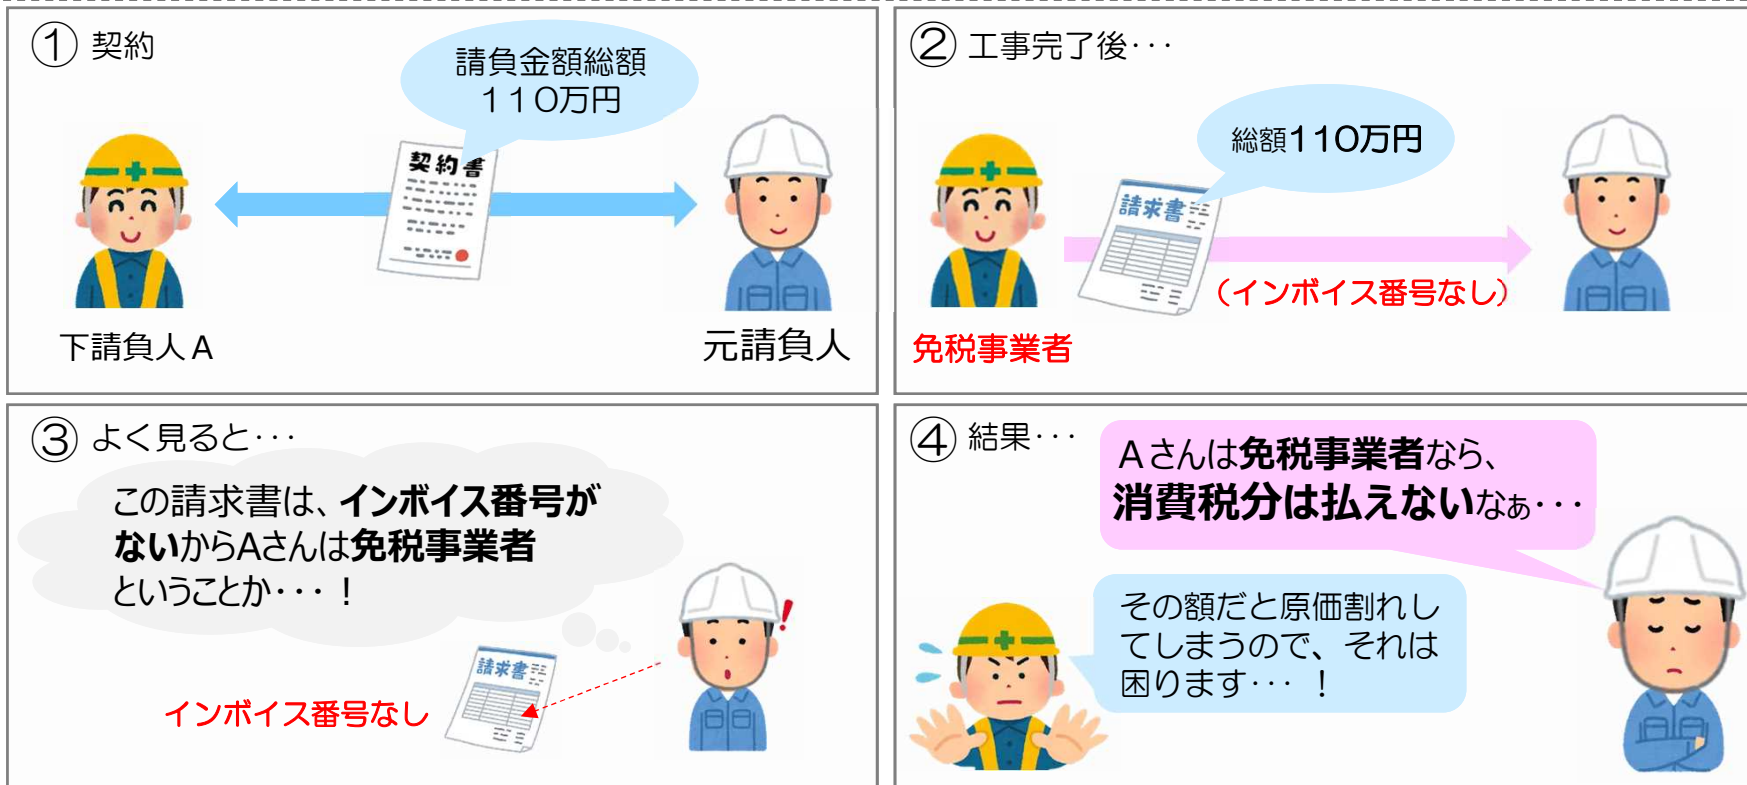 ① 契約
請負金額総額
110万円
契約書
下請負人A
元請負人
② 工事完了後･･･
総額110万円
請求書
（インボイス番号なし）
免税事業者
③ よく見ると･･･
この請求書は、インボイス番号が
ないからAさんは免税事業者
ということか･･･！
請求書
インボイス番号なし
④ 結果･･･
Aさんは免税事業者なら、
消費税分は払えないなぁ･･･
その額だと原価割れし
てしまうので、それは
困ります･･･！